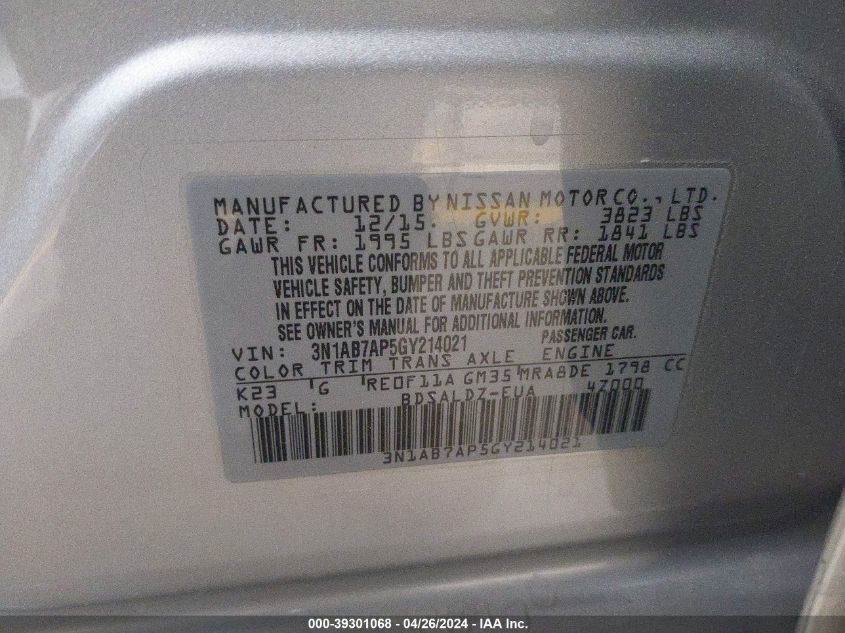 MANUFACTURED BY NISSAN MOTOR CO., LTD.
DATE: 12/15. GVWR: 3823 LBS
GAWR FR: 1995 LBS GAWR RR: 1841 LBS
THIS VEHICLE CONFORMS TO ALL APPLICABLE FEDERAL MOTOR
VEHICLE SAFETY, BUMPER AND THEFT PREVENTION STANDARDS
IN EFFECT ON THE DATE OF MANUFACTURE SHOWN ABOVE.
SEE OWNER'S MANUAL FOR ADDITIONAL INFORMATION.
PASSENGER CAR.
VIN: 3N1AB7AP5GY214021
COLOR TRIM TRANS AXLE ENGINE
K23 G RE0F11A GM35 MRA8DE 1798 CC
MODEL: BDSALDZ-EUA 4Z000
3N1AB7AP5GY214021
000-39301068 - 04/26/2024 - IAA Inc.